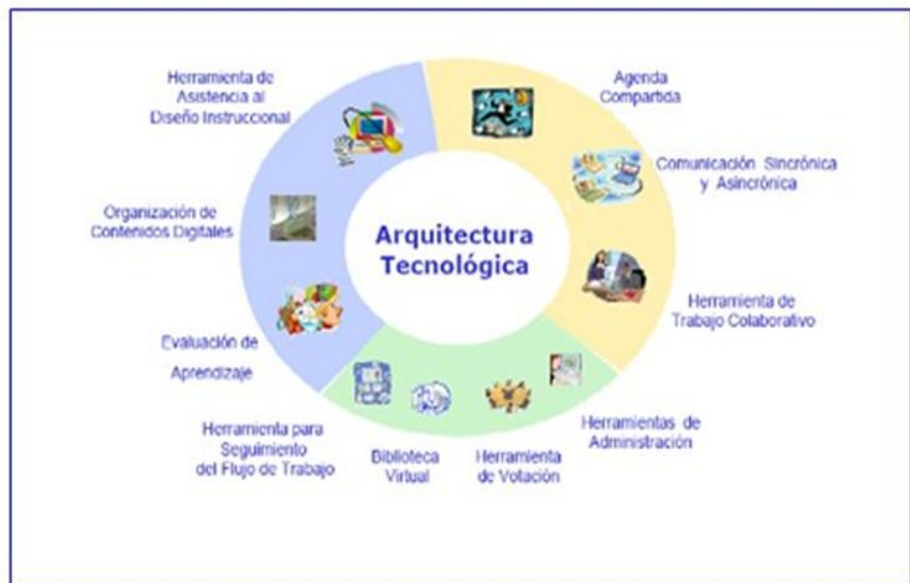 Herramienta de
Asistencia al
Diseño Instruccional
Agenda
Compartida
Comunicación Sincrónica
y Asincrónica
Organización de
Contenidos Digitales
Arquitectura
Tecnológica
Herramienta de
Trabajo Colaborativo
Evaluación de
Aprendizaje
Herramienta para
Seguimiento
del Flujo de Trabajo
Biblioteca
Virtual
Herramienta
de Votación
Herramientas de
Administración